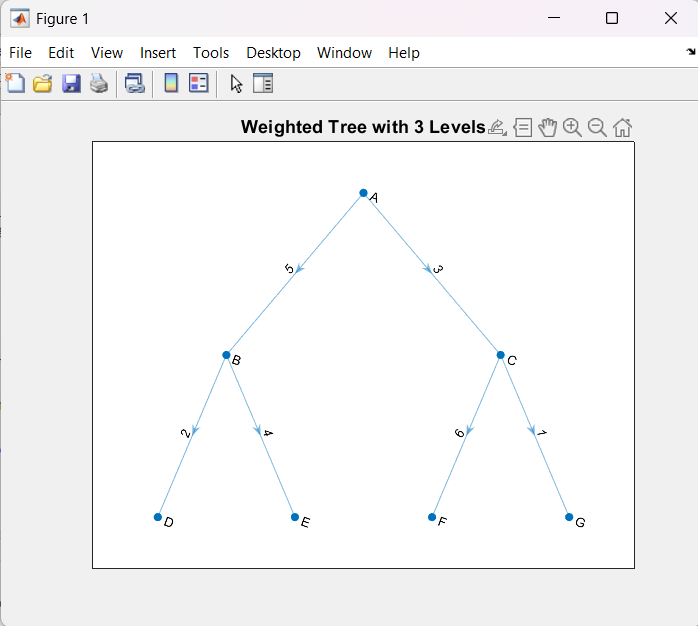 Figure 1
File Edit View Insert Tools Desktop Window Help
Weighted Tree with 3 Levels
A
5 3
B C
2 4 6 1
D E F G